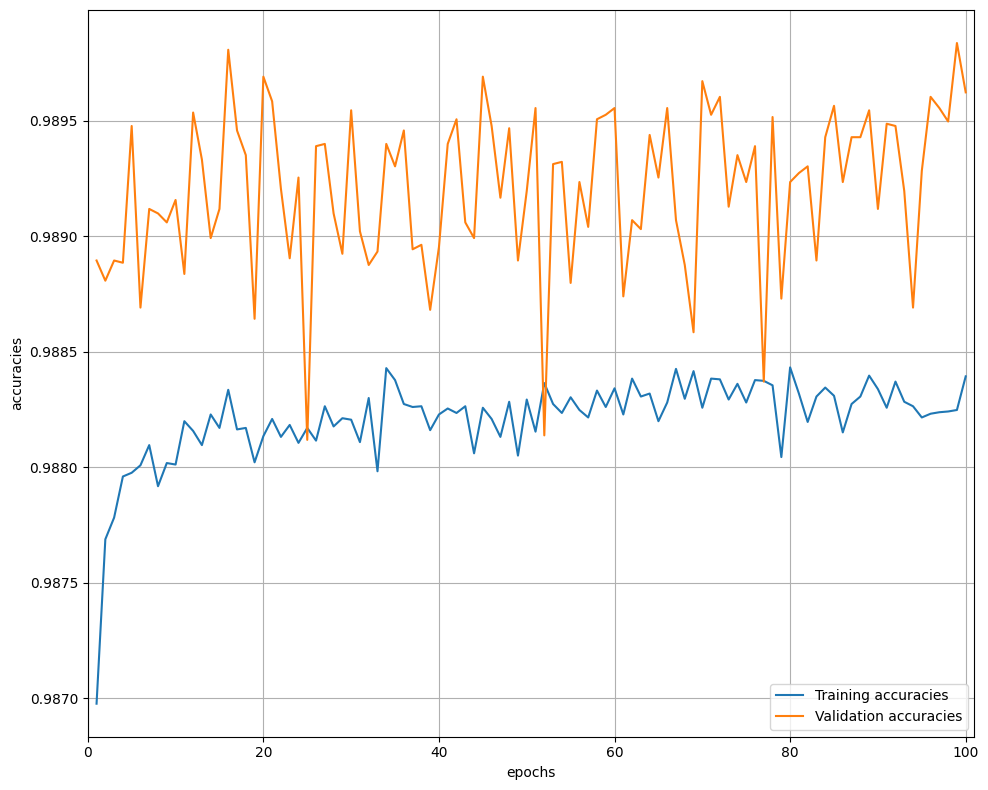 0.9895
0.9890
0.9885
0.9880
0.9875
0.9870
accuracies
0 20 40 60 80 100
epochs
Training accuracies
Validation accuracies